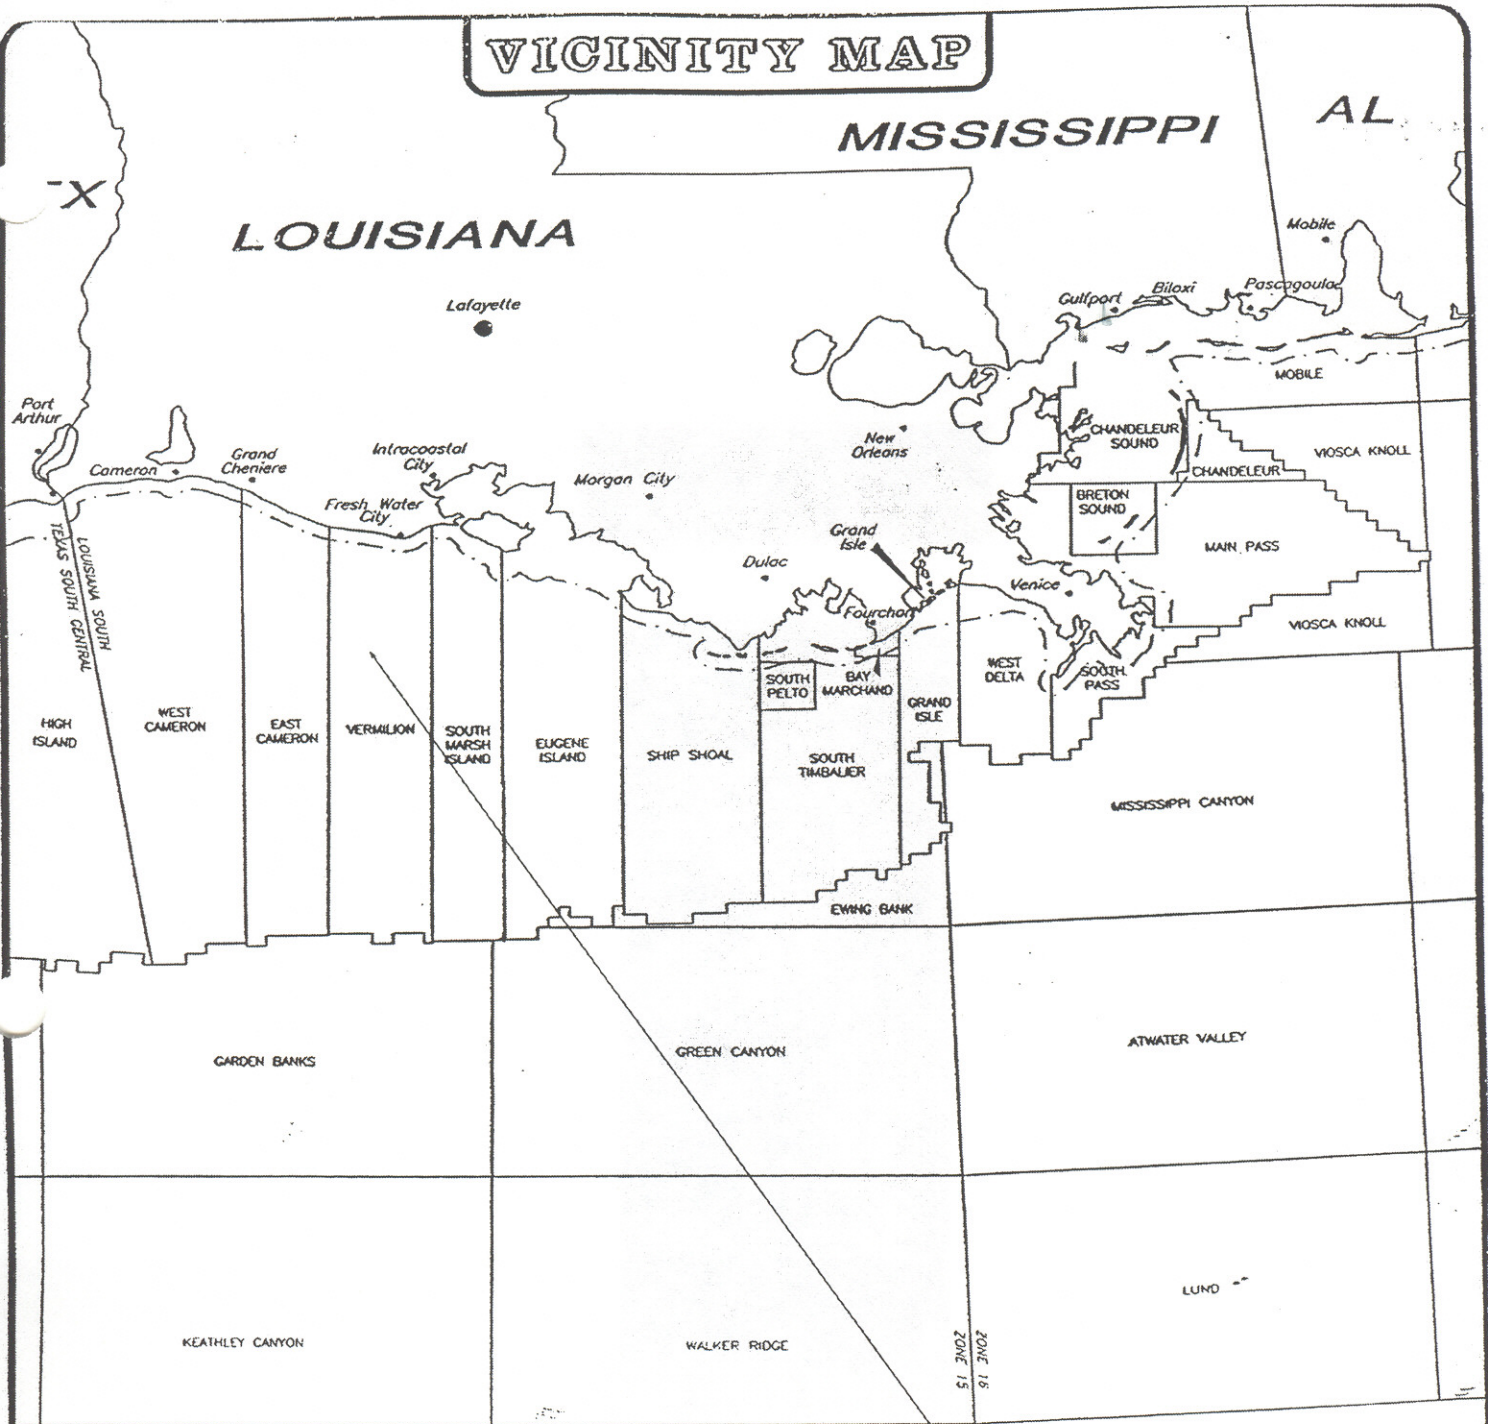 VICINITY MAP
MISSISSIPPI
AL
LOUISIANA
Mobile
Lafayette
Gulfport
Biloxi
Pascagoula
MOBILE
Port
Arthur
Cameron
Grand
Cheniere
Intracoastal
City
Fresh Water
City
Morgan City
New
Orleans
CHANDELEUR
SOUND
CHANDELEUR
VIOSCA KNOLL
BRETON
SOUND
MAIN PASS
Grand
Isle
Dulac
Fourchon
Venice
VIOSCA KNOLL
LOUISIANA SOUTH
TEXAS SOUTH CENTRAL
HIGH
ISLAND
WEST
CAMERON
EAST
CAMERON
VERMILION
SOUTH
MARSH
ISLAND
EUGENE
ISLAND
SHIP SHOAL
SOUTH
PELTO
BAY
MARCHAND
SOUTH
TIMBALIER
GRAND
ISLE
WEST
DELTA
SOUTH
PASS
MISSISSIPPI CANYON
EWING BANK
GARDEN BANKS
GREEN CANYON
ATWATER VALLEY
KEATHLEY CANYON
WALKER RIDGE
LUND
ZONE 15
ZONE 16